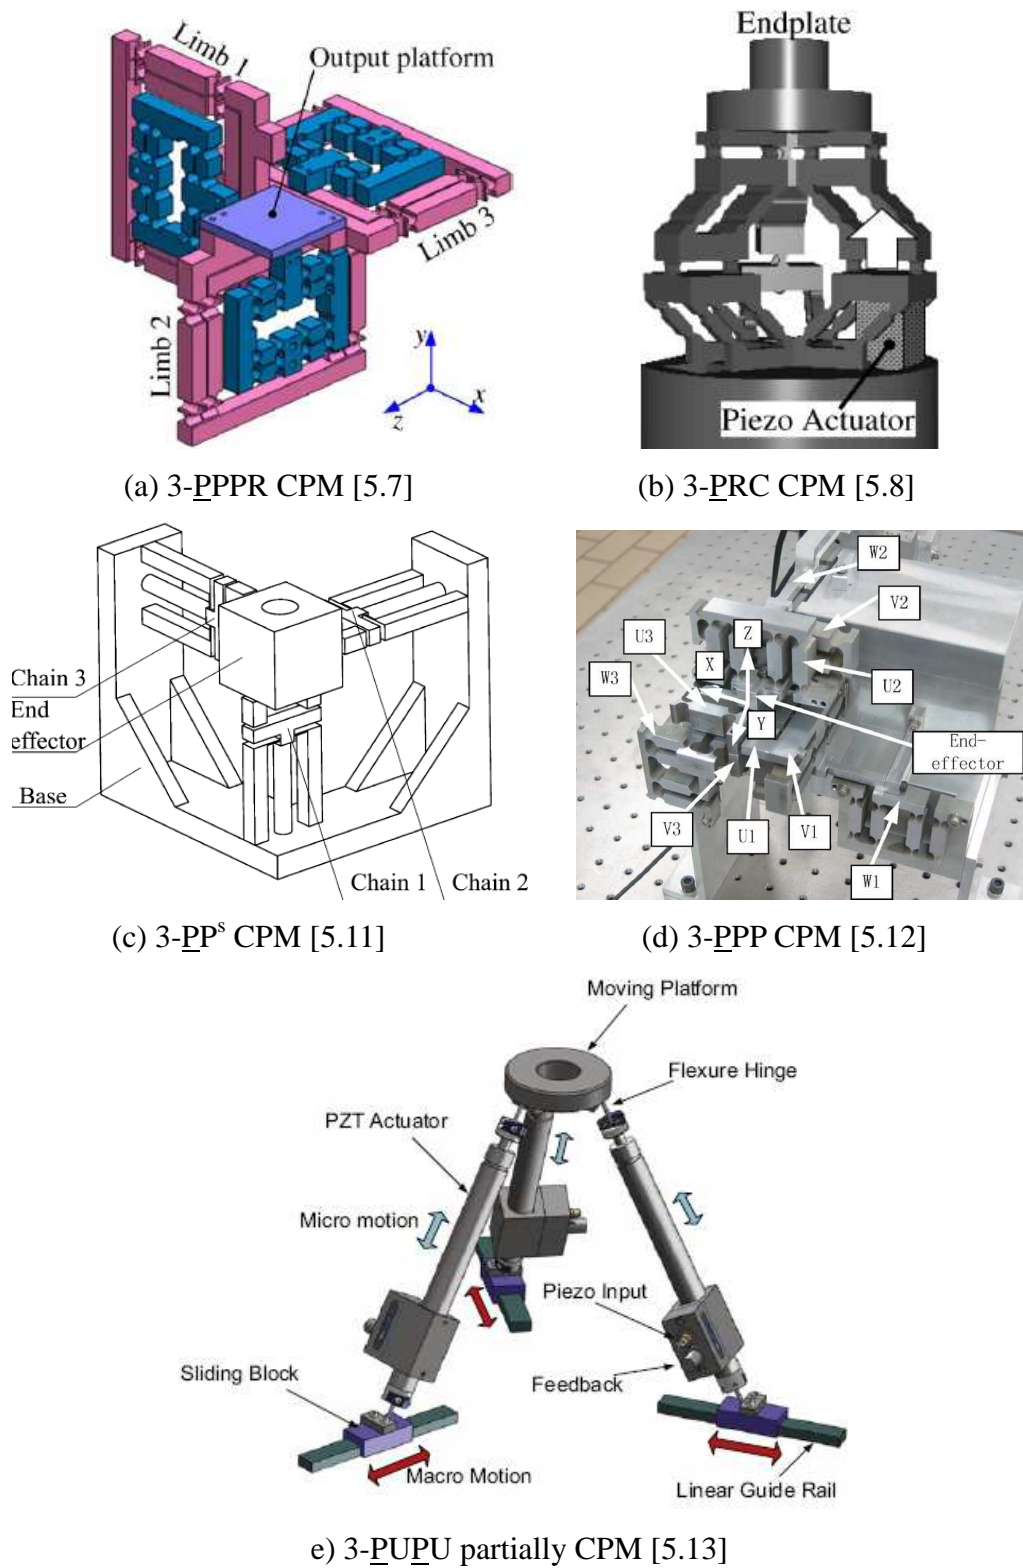 Endplate
Limb 1
Output platform
Limb 3
Limb 2
y
x
z
Piezo Actuator
(a) 3-PPPR CPM [5.7]
(b) 3-PRC CPM [5.8]
Chain 3
End
effector
Base
Chain 1
Chain 2
W2
V2
U3
Z
X
W3
U2
Y
End-
effector
V3
U1
V1
W1
(c) 3-PPˢ CPM [5.11]
(d) 3-PPP CPM [5.12]
Moving Platform
Flexure Hinge
PZT Actuator
Micro motion
Piezo Input
Sliding Block
Feedback
Macro Motion
Linear Guide Rail
e) 3-PUPU partially CPM [5.13]